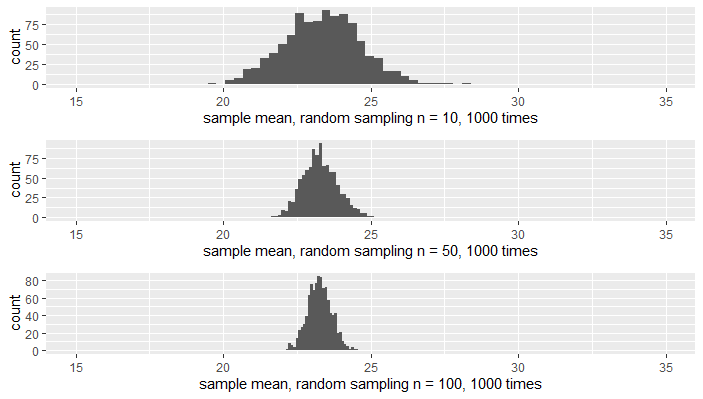 count
75
50
25
0
15 20 25 30 35
sample mean, random sampling n = 10, 1000 times
count
75
50
25
0
15 20 25 30 35
sample mean, random sampling n = 50, 1000 times
count
80
60
40
20
0
15 20 25 30 35
sample mean, random sampling n = 100, 1000 times